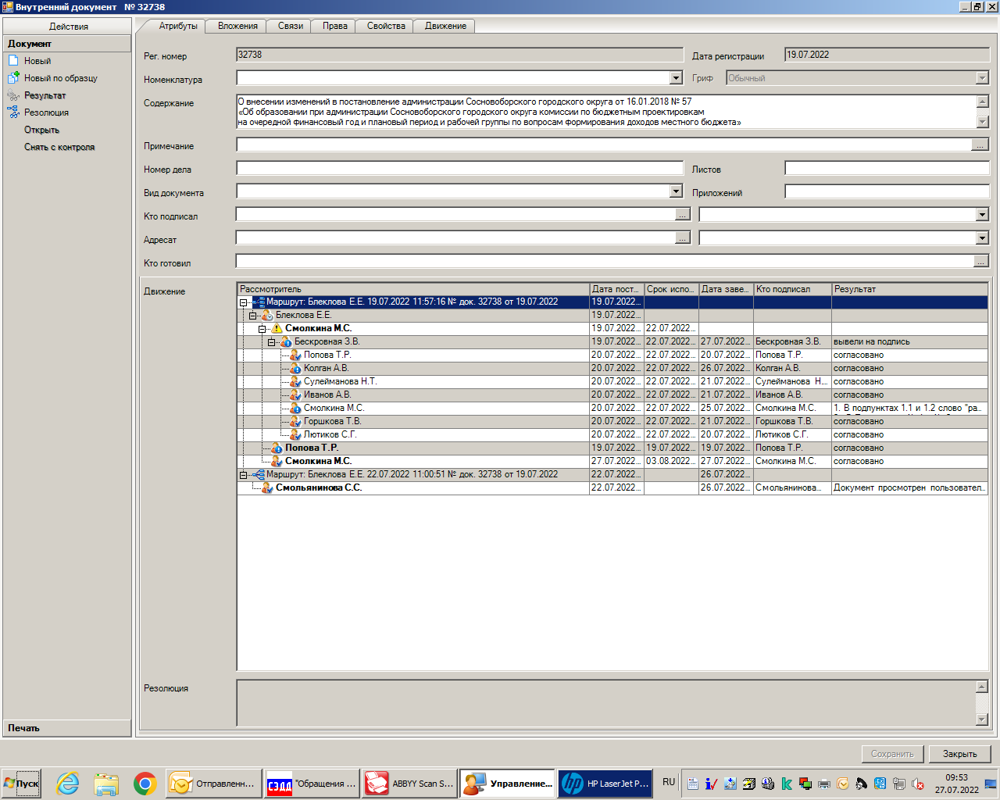 Внутренний документ № 32738
Действия
Документ
Новый
Новый по образцу
Результат
Резолюция
Открыть
Снять с контроля
Печать
Атрибуты Вложения Связи Права Свойства Движение
Рег. номер 32738 Дата регистрации 19.07.2022
Номенклатура Гриф Обычный
Содержание
О внесении изменений в постановление администрации Сосновоборского городского округа от 16.01.2018 № 57
«Об образовании при администрации Сосновоборского городского округа комиссии по бюджетным проектировкам
на очередной финансовый год и плановый период и рабочей группы по вопросам формирования доходов местного бюджета»
Примечание ...
Номер дела Листов
Вид документа Приложений
Кто подписал ...
Адресат ...
Кто готовил ...
Движение
Рассмотритель Дата пост... Срок испо... Дата заве... Кто подписал Результат
Маршрут: Блеклова Е.Е. 19.07.2022 11:57:16 № док. 32738 от 19.07.2022 19.07.2022...
Блеклова Е.Е. 19.07.2022...
Смолкина М.С. 19.07.2022... 22.07.2022...
Бескровная З.В. 19.07.2022... 22.07.2022... 27.07.2022... Бескровная З.В. вывели на подпись
Попова Т.Р. 20.07.2022... 22.07.2022... 20.07.2022... Попова Т.Р. согласовано
Колган А.В. 20.07.2022... 22.07.2022... 26.07.2022... Колган А.В. согласовано
Сулейманова Н.Т. 20.07.2022... 22.07.2022... 21.07.2022... Сулейманова Н.... согласовано
Иванов А.В. 20.07.2022... 22.07.2022... 21.07.2022... Иванов А.В. согласовано
Смолкина М.С. 20.07.2022... 22.07.2022... 25.07.2022... Смолкина М.С. 1. В подпунктах 1.1 и 1.2 слово "ра...
Горшкова Т.В. 20.07.2022... 22.07.2022... 21.07.2022... Горшкова Т.В. согласовано
Лютиков С.Г. 20.07.2022... 22.07.2022... 20.07.2022... Лютиков С.Г. согласовано
Попова Т.Р. 19.07.2022... 19.07.2022... 19.07.2022... Попова Т.Р. согласовано
Смолкина М.С. 27.07.2022... 03.08.2022... 27.07.2022... Смолкина М.С. согласовано
Маршрут: Блеклова Е.Е. 22.07.2022 11:00:51 № док. 32738 от 19.07.2022 22.07.2022... 26.07.2022...
Смольянинова С.С. 22.07.2022... 26.07.2022... Смольянинова... Документ просмотрен пользовател...
Резолюция
Сохранить Закрыть
Пуск Отправленн... СЭДД "Обращения ... ABBYY Scan S... Управление... hp HP LaserJet P... RU 09:53
27.07.2022